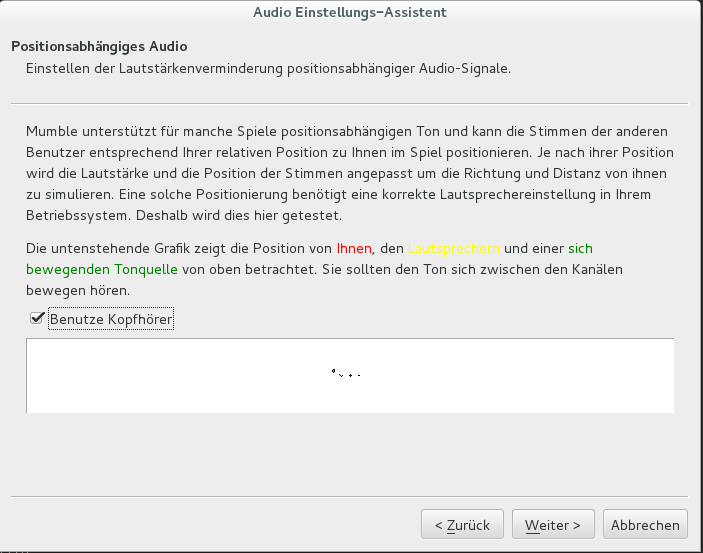 Audio Einstellungs-Assistent
Positionsabhängiges Audio
Einstellen der Lautstärkenverminderung positionsabhängiger Audio-Signale.
Mumble unterstützt für manche Spiele positionsabhängigen Ton und kann die Stimmen der anderen
Benutzer entsprechend Ihrer relativen Position zu Ihnen im Spiel positionieren. Je nach ihrer Position
wird die Lautstärke und die Position der Stimmen angepasst um die Richtung und Distanz von ihnen
zu simulieren. Eine solche Positionierung benötigt eine korrekte Lautsprechereinstellung in Ihrem
Betriebssystem. Deshalb wird dies hier getestet.
Die untenstehende Grafik zeigt die Position von Ihnen, den Lautsprechern und einer sich
bewegenden Tonquelle von oben betrachtet. Sie sollten den Ton sich zwischen den Kanälen
bewegen hören.
Benutze Kopfhörer
< Zurück Weiter > Abbrechen